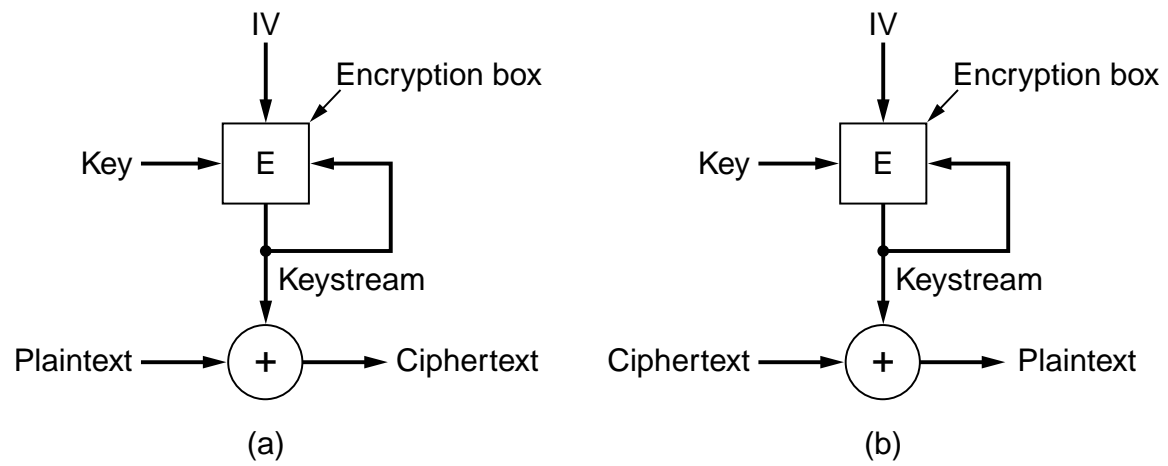 IV
Encryption box
Key
E
Keystream
Plaintext
+
Ciphertext
(a)
IV
Encryption box
Key
E
Keystream
Ciphertext
+
Plaintext
(b)